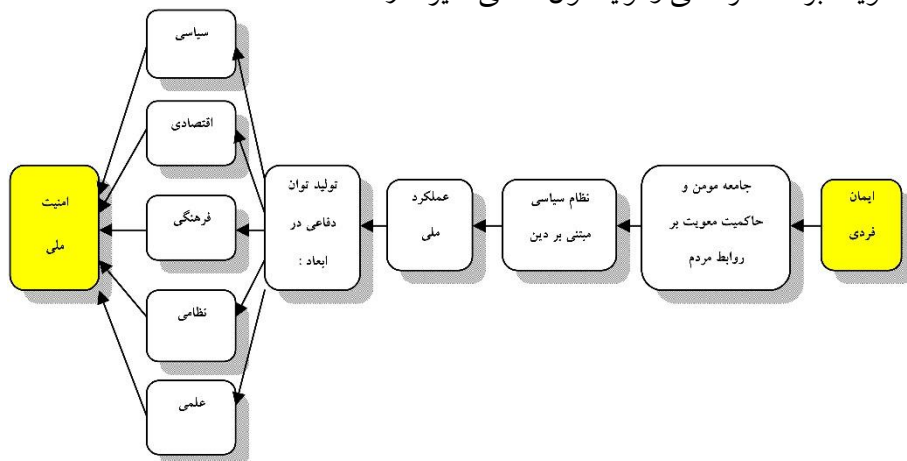 ایمان
فردی
جامعه مومن و
حاکمیت معویت بر
روابط مردم
نظام سیاسی
مبتنی بر دین
عملکرد
ملی
تولید توان
دفاعی در
ابعاد :
سیاسی
اقتصادی
فرهنگی
نظامی
علمی
امنیت
ملی